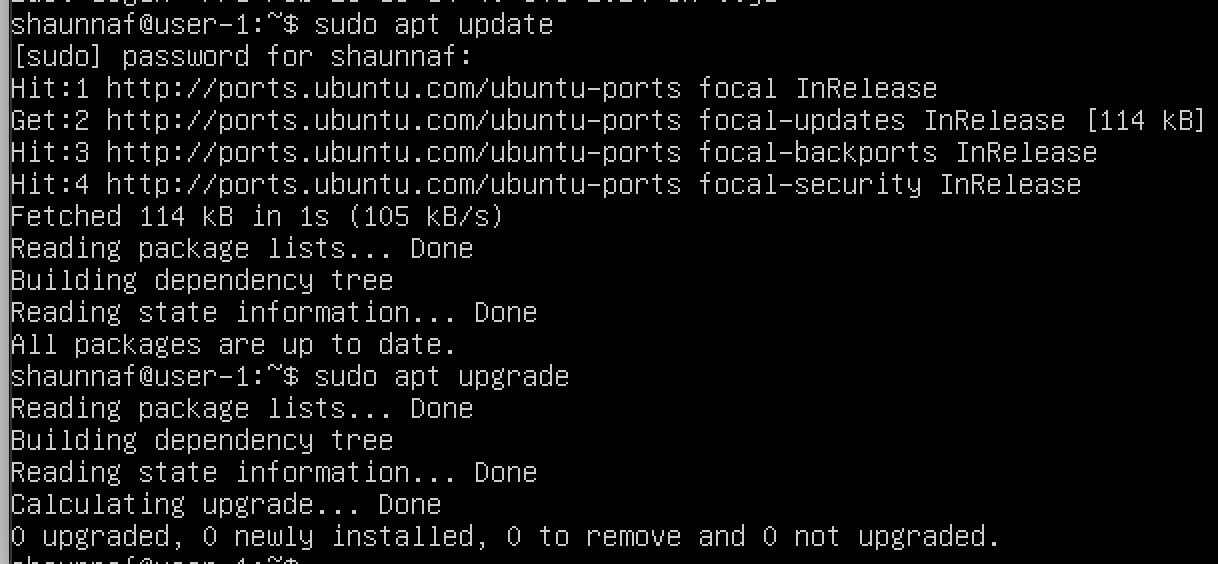 shaunnaf@user-1:~$ sudo apt update
[sudo] password for shaunnaf:
Hit:1 http://ports.ubuntu.com/ubuntu-ports focal InRelease
Get:2 http://ports.ubuntu.com/ubuntu-ports focal-updates InRelease [114 kB]
Hit:3 http://ports.ubuntu.com/ubuntu-ports focal-backports InRelease
Hit:4 http://ports.ubuntu.com/ubuntu-ports focal-security InRelease
Fetched 114 kB in 1s (105 kB/s)
Reading package lists... Done
Building dependency tree
Reading state information... Done
All packages are up to date.
shaunnaf@user-1:~$ sudo apt upgrade
Reading package lists... Done
Building dependency tree
Reading state information... Done
Calculating upgrade... Done
0 upgraded, 0 newly installed, 0 to remove and 0 not upgraded.
shaunnaf@user-1:~$